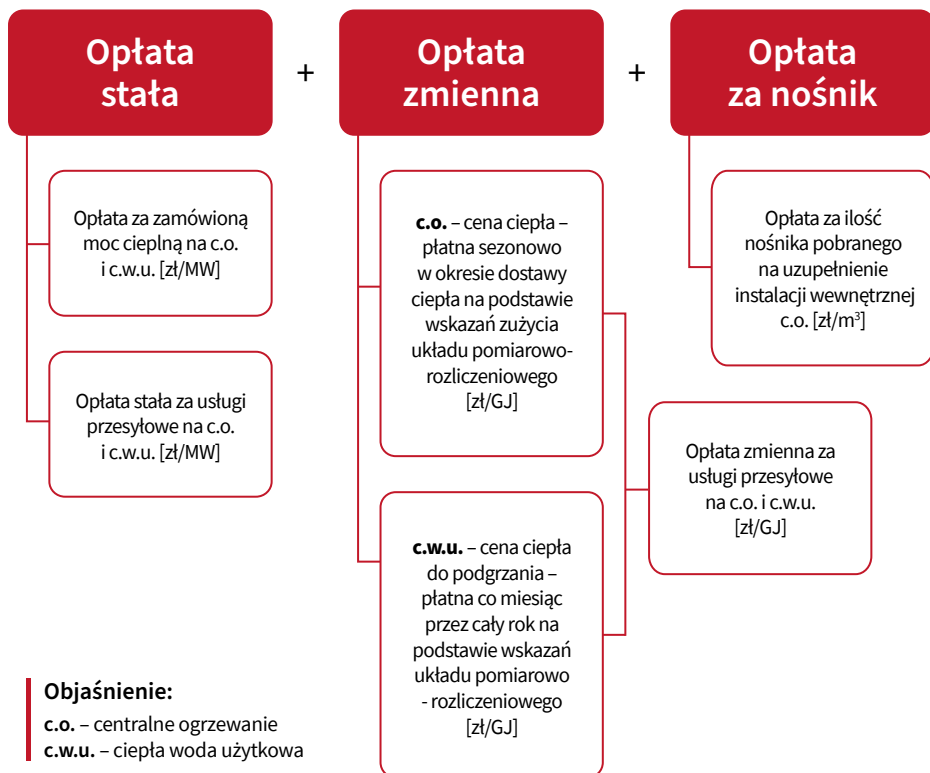 Opłata
stała
+
Opłata
zmienna
+
Opłata
za nośnik
Opłata za zamówioną
moc cieplną na c.o.
i c.w.u. [zł/MW]
Opłata stała za usługi
przesyłowe na c.o.
i c.w.u. [zł/MW]
c.o. – cena ciepła –
płatna sezonowo
w okresie dostawy
ciepła na podstawie
wskazań zużycia
układu pomiarowo-
rozliczeniowego
[zł/GJ]
c.w.u. – cena ciepła
do podgrzania –
płatna co miesiąc
przez cały rok na
podstawie wskazań
układu pomiarowo
- rozliczeniowego
[zł/GJ]
Opłata zmienna za
usługi przesyłowe
na c.o. i c.w.u.
[zł/GJ]
Opłata za ilość
nośnika pobranego
na uzupełnienie
instalacji wewnętrznej
c.o. [zł/m³]
Objaśnienie:
c.o. – centralne ogrzewanie
c.w.u. – ciepła woda użytkowa